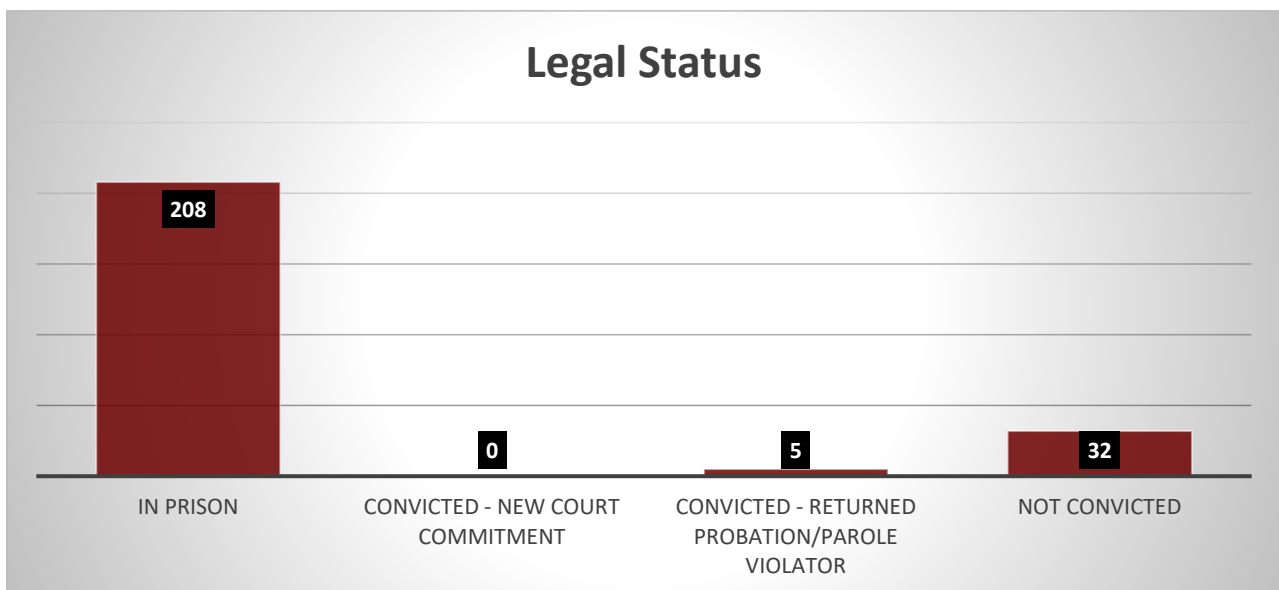 Legal Status
208
0
5
32
IN PRISON
CONVICTED - NEW COURT
COMMITMENT
CONVICTED - RETURNED
PROBATION/PAROLE
VIOLATOR
NOT CONVICTED